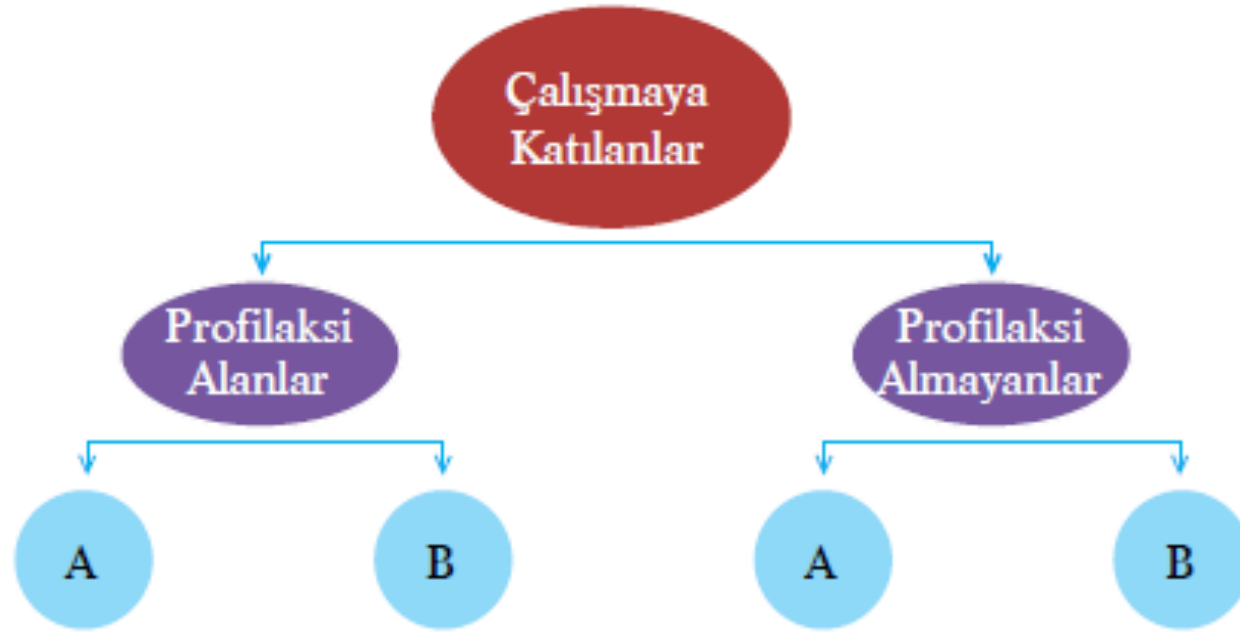 Çalışmaya
Katılanlar
Profilaksi
Alanlar
Profilaksi
Almayanlar
A
B
A
B